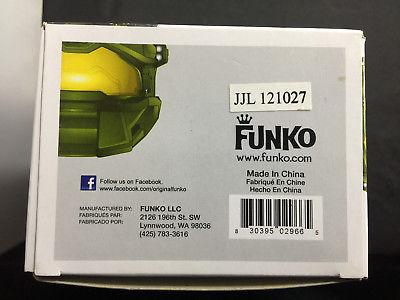 JJL 121027
FUNKO
www.funko.com
Made In China
Fabriqué En Chine
Hecho En China
f
Follow us on Facebook.
www.facebook.com/originalfunko
MANUFACTURED BY: FUNKO LLC
FABRIQUÉS PAR: 2126 196th St. SW
FABRICADO POR: Lynnwood, WA 98036
(425) 783-3616
8 30395 02966 5